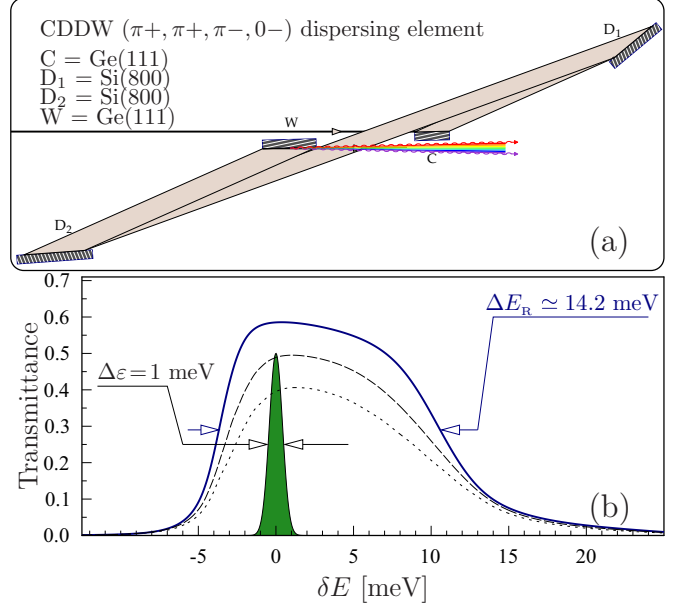 CDDW (π+, π+, π−, 0−) dispersing element
C = Ge(111)
D₁ = Si(800)
D₂ = Si(800)
W = Ge(111)
D₁
W
C
D₂
(a)
0.7
0.6
0.5
0.4
0.3
0.2
0.1
0.0
Transmittance
ΔE_R ≃ 14.2 meV
Δε=1 meV
(b)
-5 0 5 10 15 20
δE [meV]